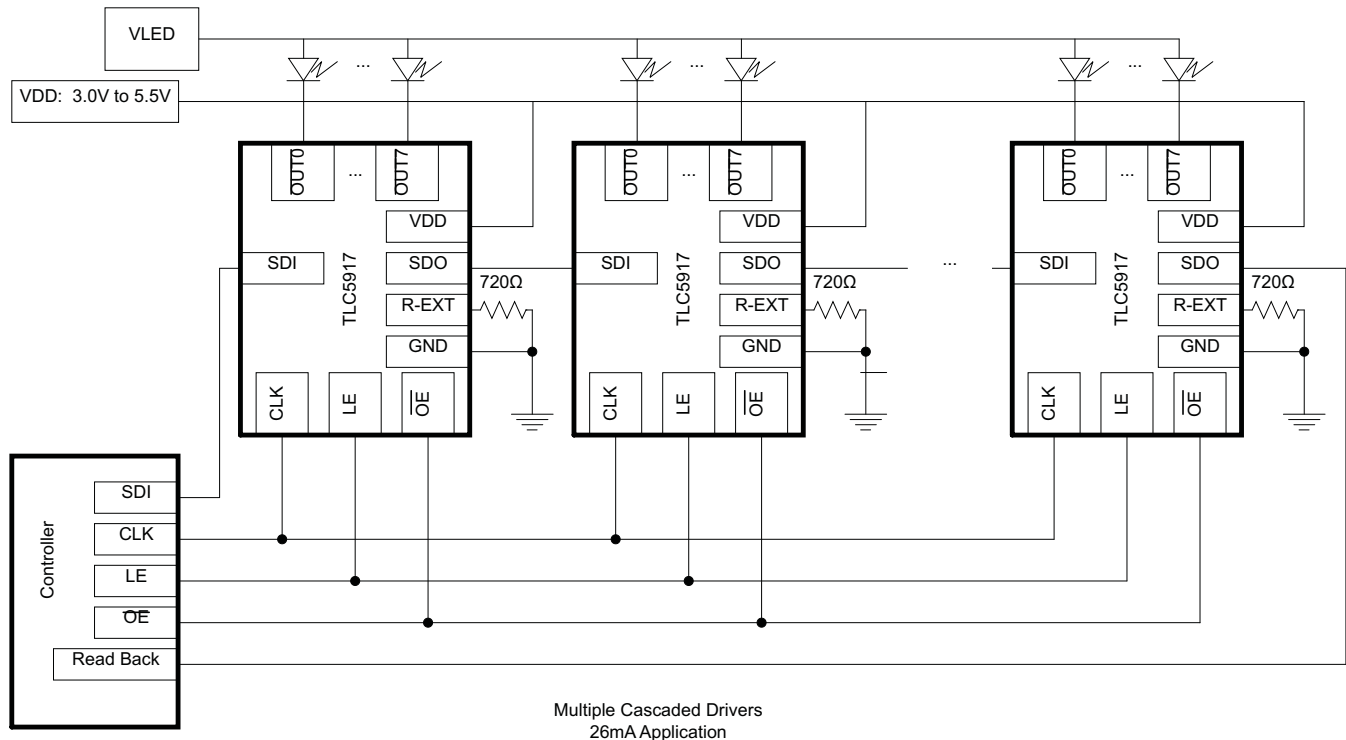 VLED
...
...
...
VDD: 3.0V to 5.5V
OUT0
...
OUT7
VDD
SDI
SDO
720Ω
R-EXT
TLC5917
GND
CLK
LE
OE
OUT0
...
OUT7
VDD
SDI
SDO
720Ω
R-EXT
TLC5917
GND
CLK
LE
OE
...
OUT0
...
OUT7
VDD
SDI
SDO
720Ω
R-EXT
TLC5917
GND
CLK
LE
OE
Controller
SDI
CLK
LE
OE
Read Back
Multiple Cascaded Drivers
26mA Application